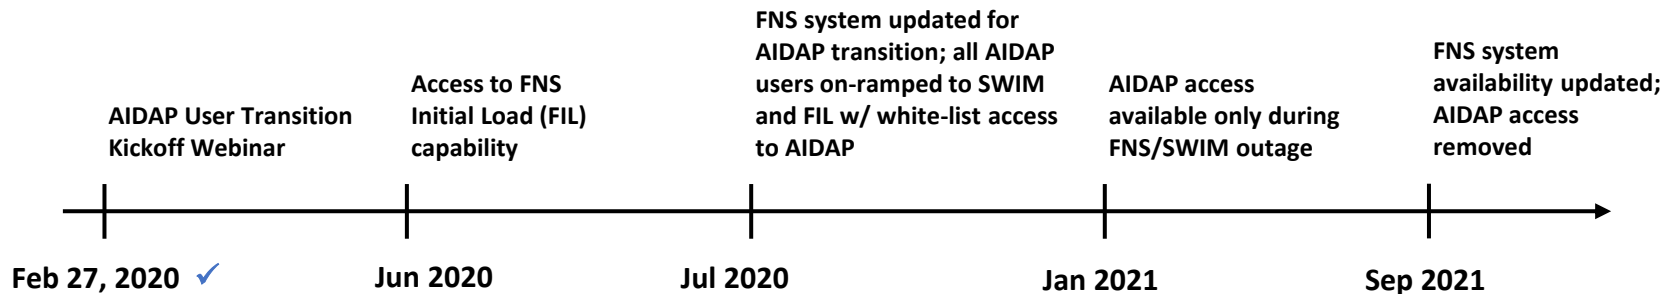 AIDAP User Transition
Kickoff Webinar
Access to FNS
Initial Load (FIL)
capability
FNS system updated for
AIDAP transition; all AIDAP
users on-ramped to SWIM
and FIL w/ white-list access
to AIDAP
AIDAP access
available only during
FNS/SWIM outage
FNS system
availability updated;
AIDAP access
removed
Feb 27, 2020 ✓
Jun 2020
Jul 2020
Jan 2021
Sep 2021